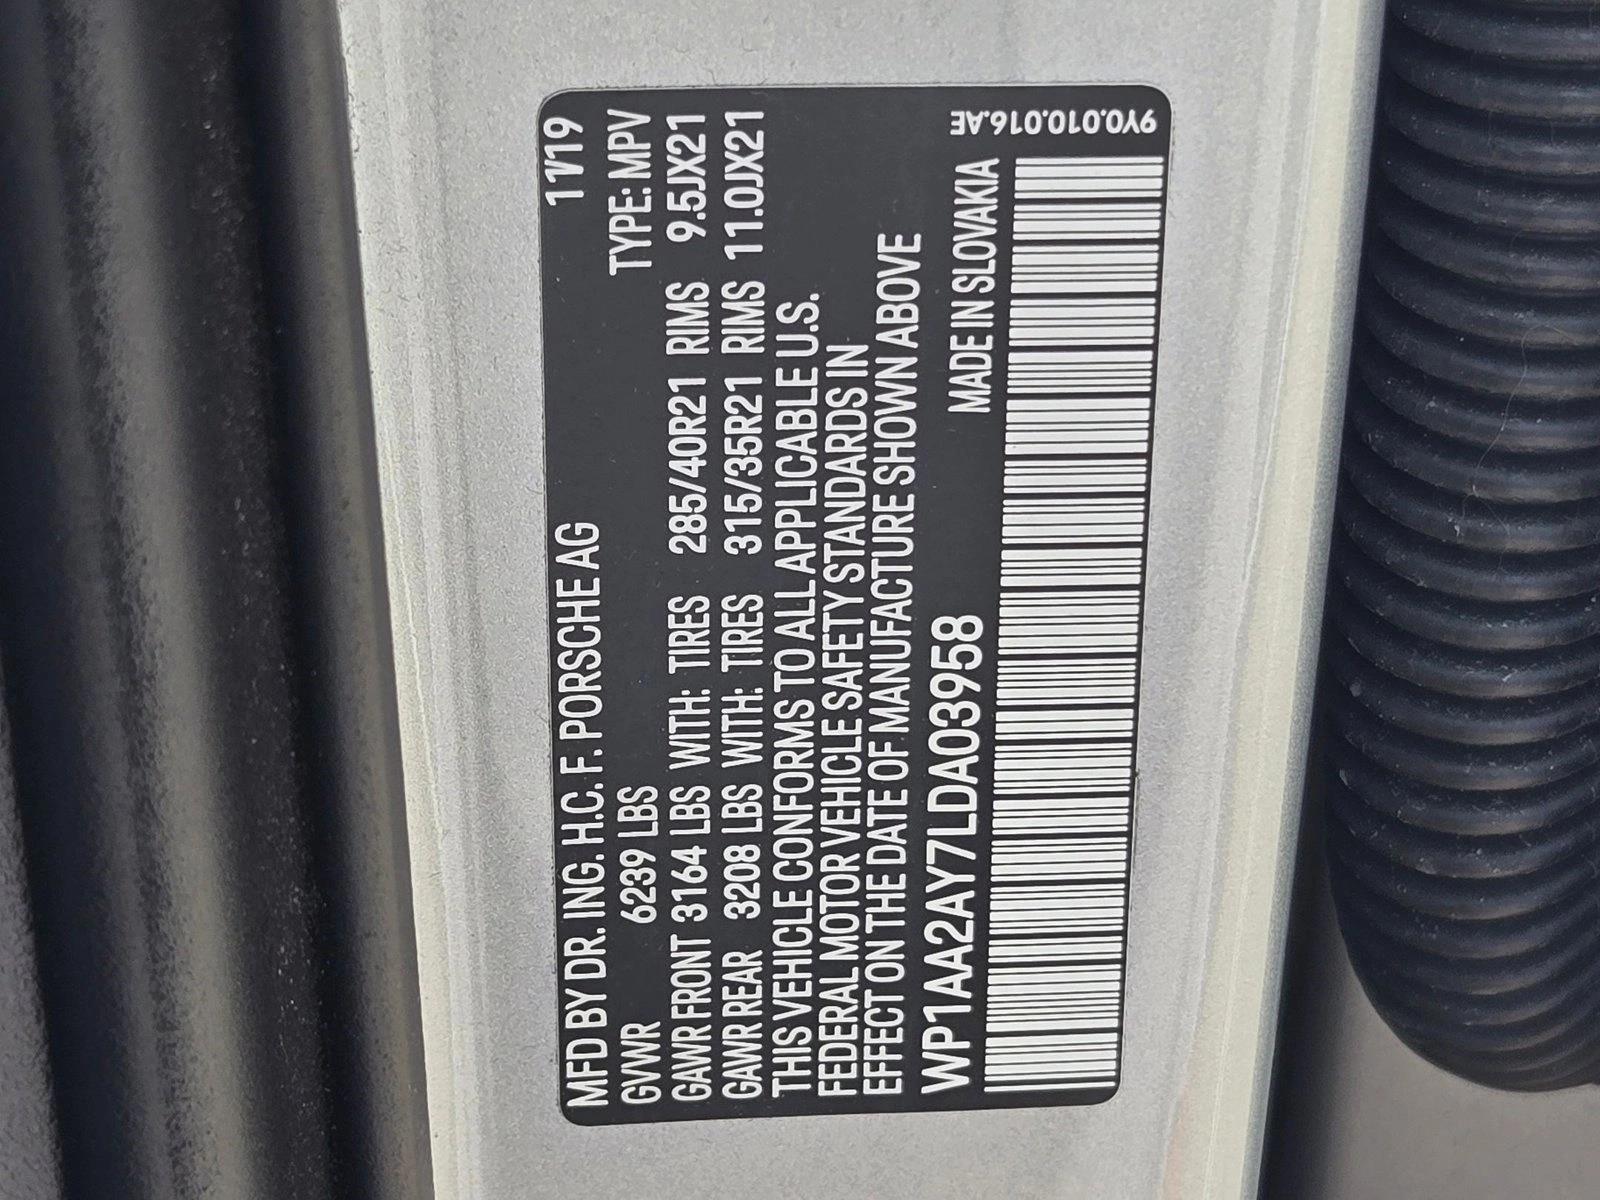 MFD BY DR. ING. H.C. F. PORSCHE AG 11/19
GVWR 6239 LBS TYPE: MPV
GAWR FRONT 3164 LBS WITH: TIRES 285/40R21 RIMS 9.5JX21
GAWR REAR 3208 LBS WITH: TIRES 315/35R21 RIMS 11.0JX21
THIS VEHICLE CONFORMS TO ALL APPLICABLE U.S.
FEDERAL MOTOR VEHICLE SAFETY STANDARDS IN
EFFECT ON THE DATE OF MANUFACTURE SHOWN ABOVE
WP1AA2AY7LDA03958 MADE IN SLOVAKIA
9Y0.010.016.AE